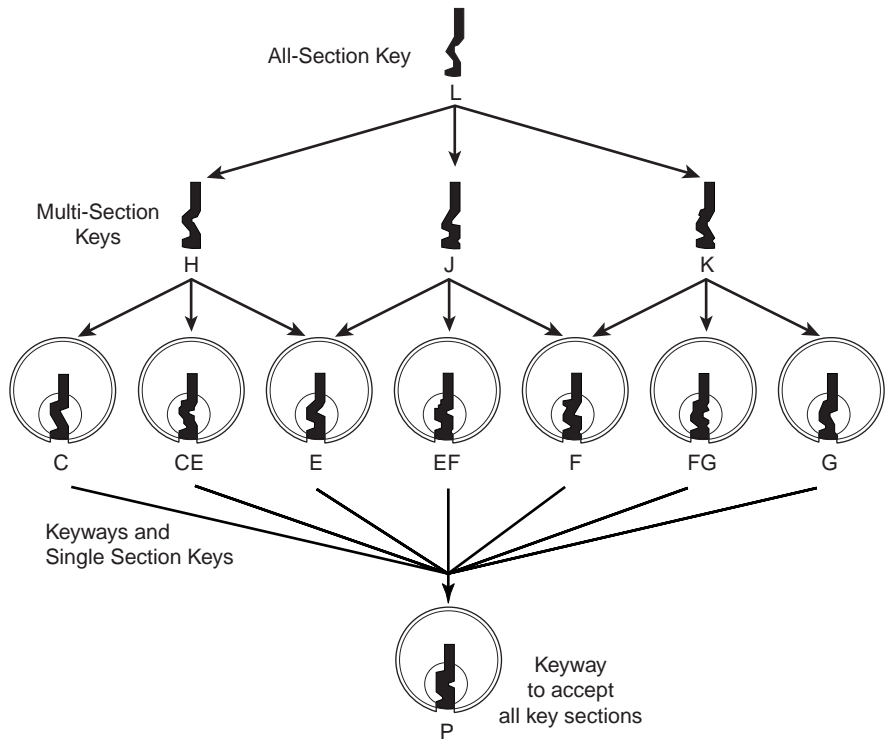 All-Section Key
L
Multi-Section
Keys
H
J
K
C
CE
E
EF
F
FG
G
Keyways and
Single Section Keys
Keyway
to accept
all key sections
P